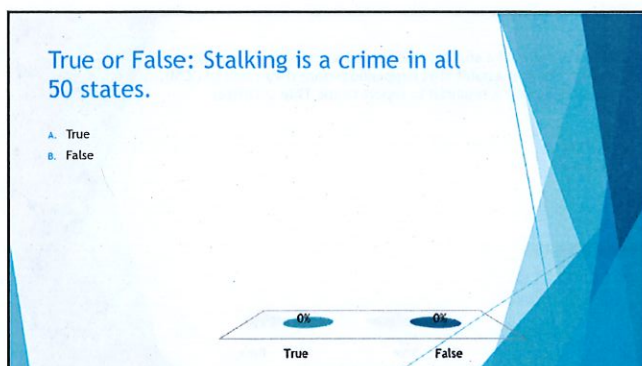 True or False: Stalking is a crime in all
50 states.
A. True
B. False
0% 0%
True False